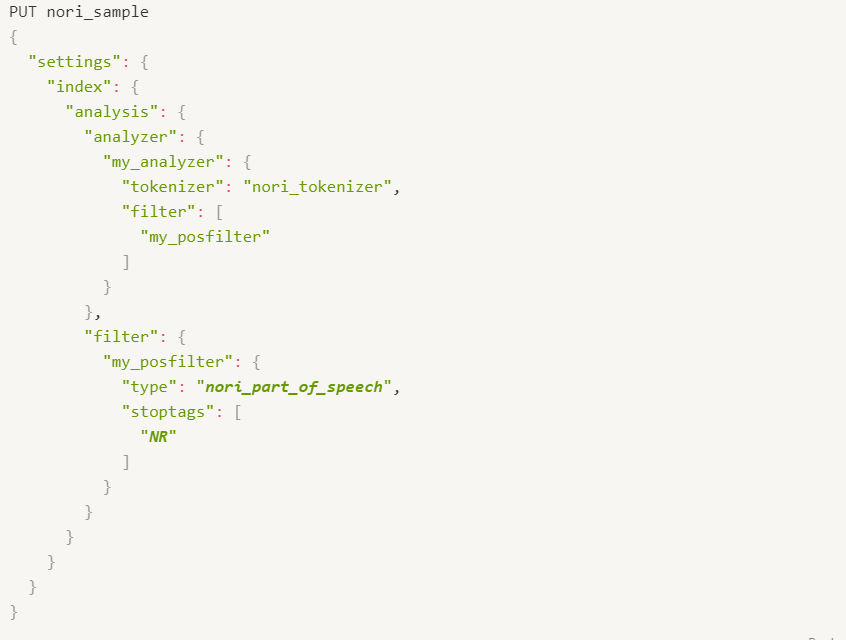 PUT nori_sample
{
  "settings": {
    "index": {
      "analysis": {
        "analyzer": {
          "my_analyzer": {
            "tokenizer": "nori_tokenizer",
            "filter": [
              "my_posfilter"
            ]
          }
        },
        "filter": {
          "my_posfilter": {
            "type": "nori_part_of_speech",
            "stoptags": [
              "NR"
            ]
          }
        }
      }
    }
  }
}